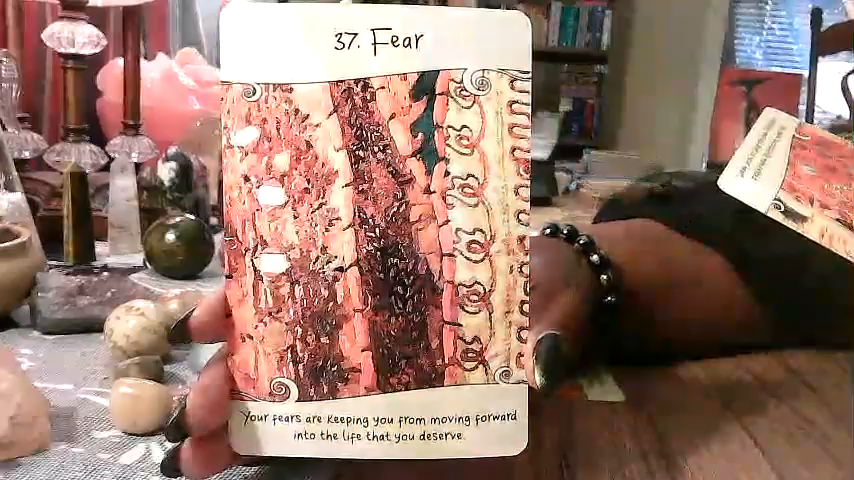 37. Fear
Your fears are keeping you from moving forward
into the life that you deserve.